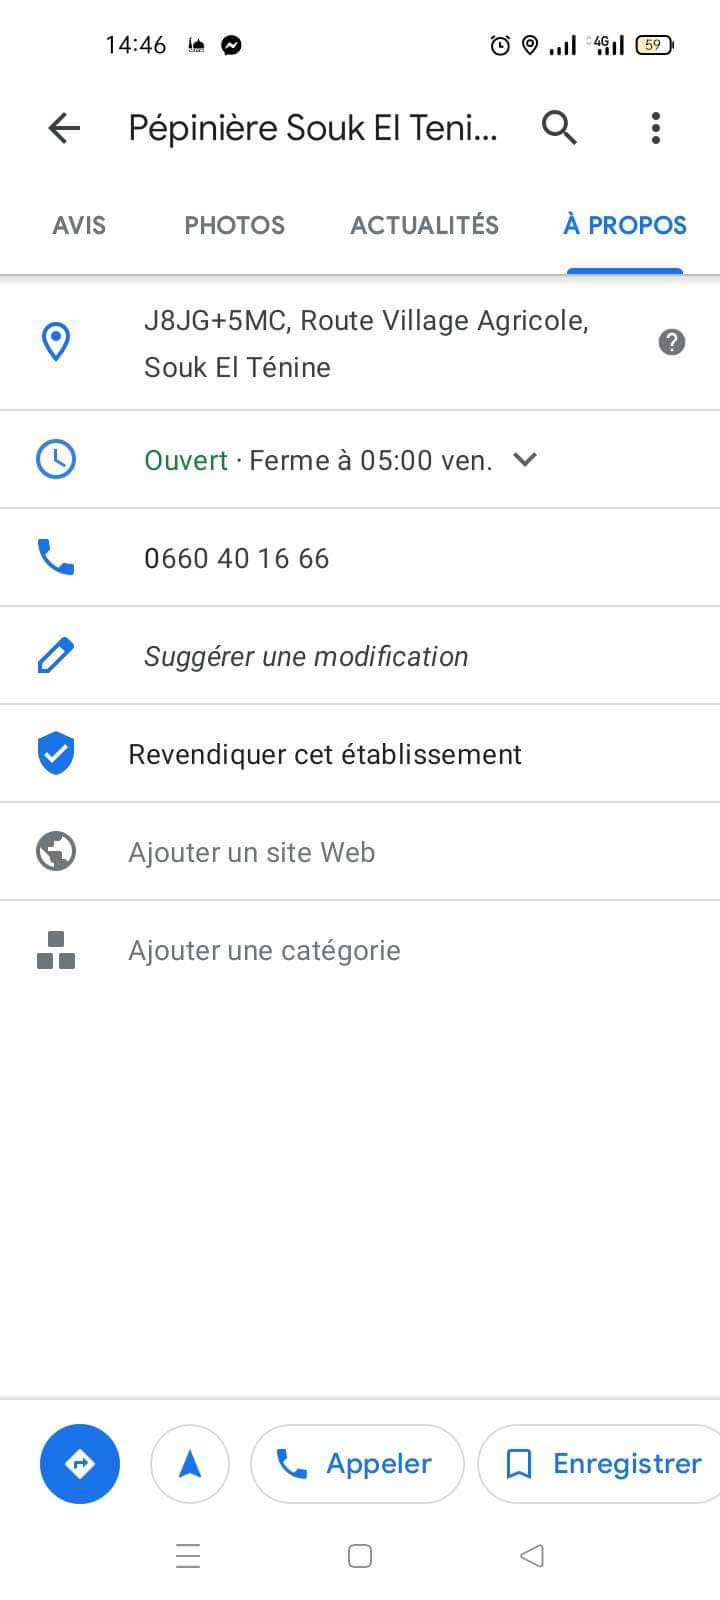 14:46
4G
59
Pépinière Souk El Teni...
AVIS PHOTOS ACTUALITÉS À PROPOS
J8JG+5MC, Route Village Agricole,
Souk El Ténine
Ouvert · Ferme à 05:00 ven.
0660 40 16 66
Suggérer une modification
Revendiquer cet établissement
Ajouter un site Web
Ajouter une catégorie
Appeler Enregistrer